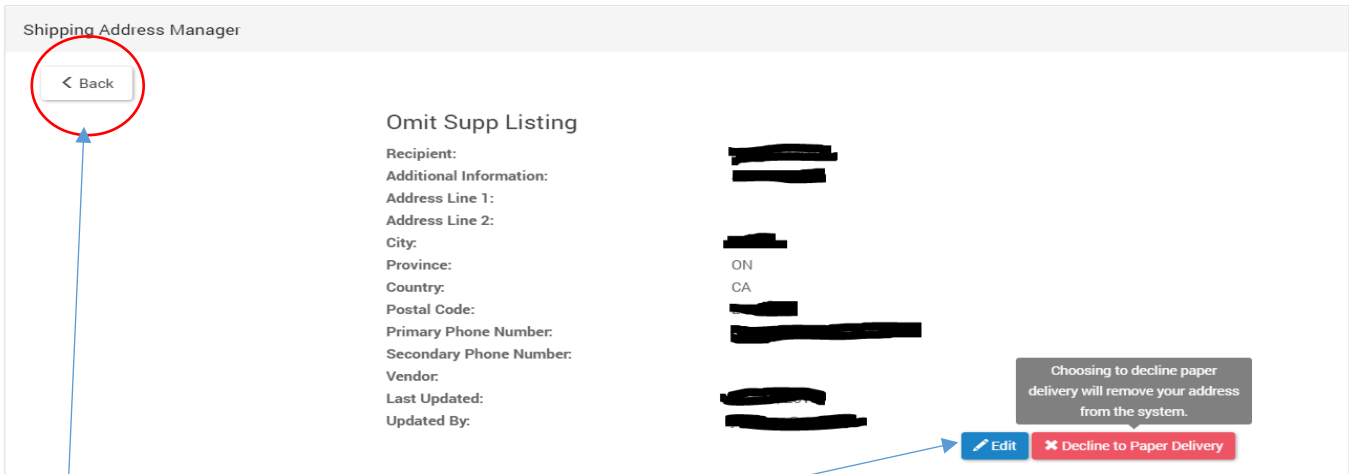 Shipping Address Manager
Back
Omit Supp Listing
Recipient:
Additional Information:
Address Line 1:
Address Line 2:
City:
Province: ON
Country: CA
Postal Code:
Primary Phone Number:
Secondary Phone Number:
Vendor:
Last Updated:
Updated By:
Choosing to decline paper
delivery will remove your address
from the system.
Edit Decline to Paper Delivery